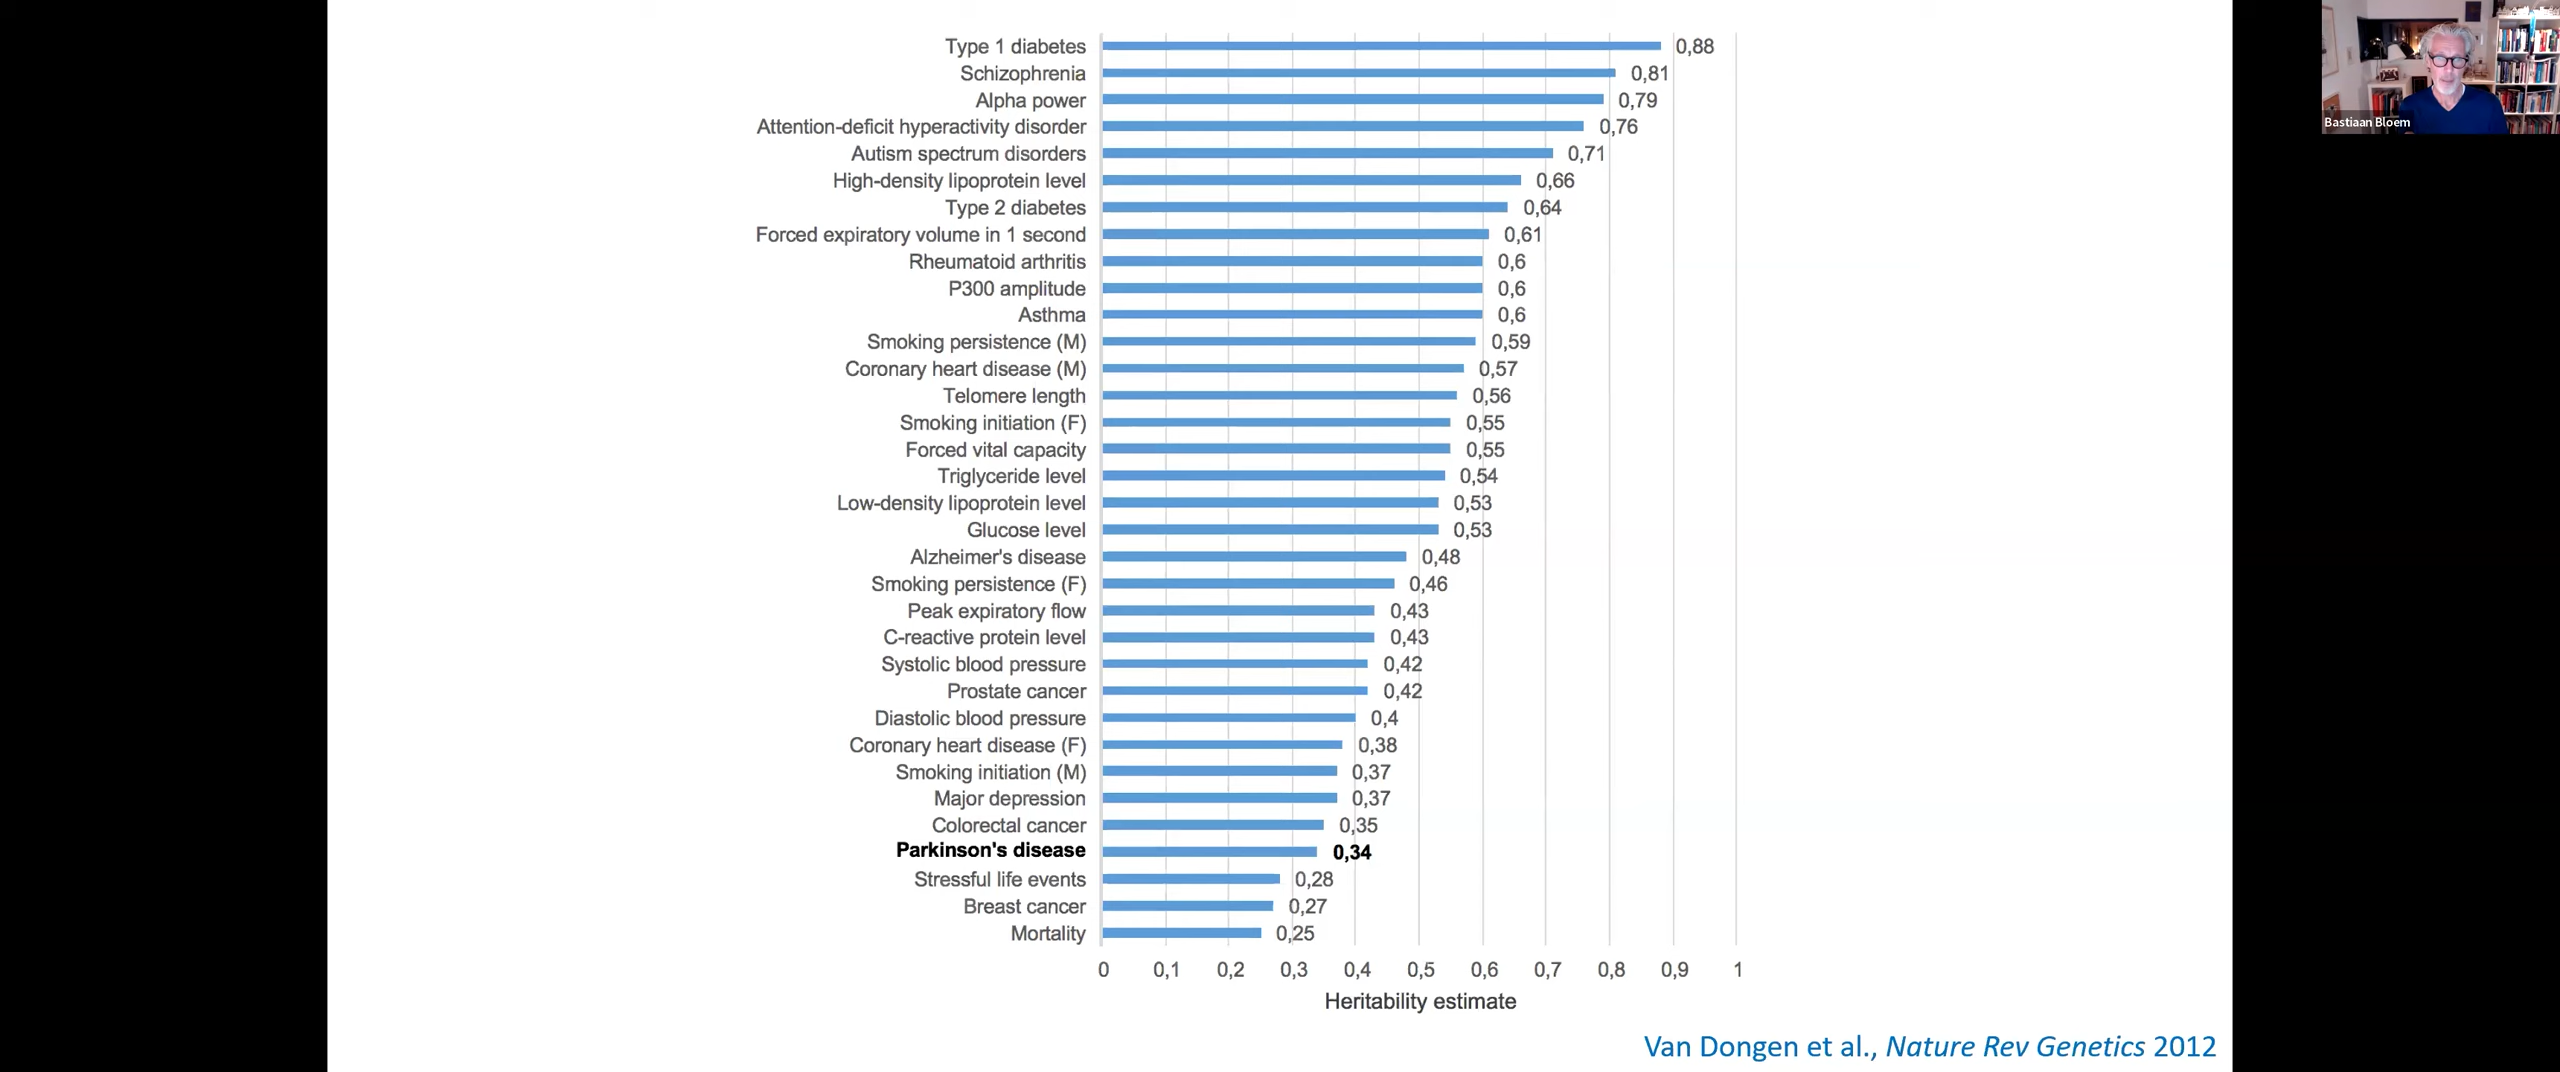 Type 1 diabetes 0,88
Schizophrenia 0,81
Alpha power 0,79
Attention-deficit hyperactivity disorder 0,76
Autism spectrum disorders 0,71
High-density lipoprotein level 0,66
Type 2 diabetes 0,64
Forced expiratory volume in 1 second 0,61
Rheumatoid arthritis 0,6
P300 amplitude 0,6
Asthma 0,6
Smoking persistence (M) 0,59
Coronary heart disease (M) 0,57
Telomere length 0,56
Smoking initiation (F) 0,55
Forced vital capacity 0,55
Triglyceride level 0,54
Low-density lipoprotein level 0,53
Glucose level 0,53
Alzheimer's disease 0,48
Smoking persistence (F) 0,46
Peak expiratory flow 0,43
C-reactive protein level 0,43
Systolic blood pressure 0,42
Prostate cancer 0,42
Diastolic blood pressure 0,4
Coronary heart disease (F) 0,38
Smoking initiation (M) 0,37
Major depression 0,37
Colorectal cancer 0,35
Parkinson's disease 0,34
Stressful life events 0,28
Breast cancer 0,27
Mortality 0,25
0 0,1 0,2 0,3 0,4 0,5 0,6 0,7 0,8 0,9 1
Heritability estimate
Van Dongen et al., Nature Rev Genetics 2012
Bastiaan Bloem